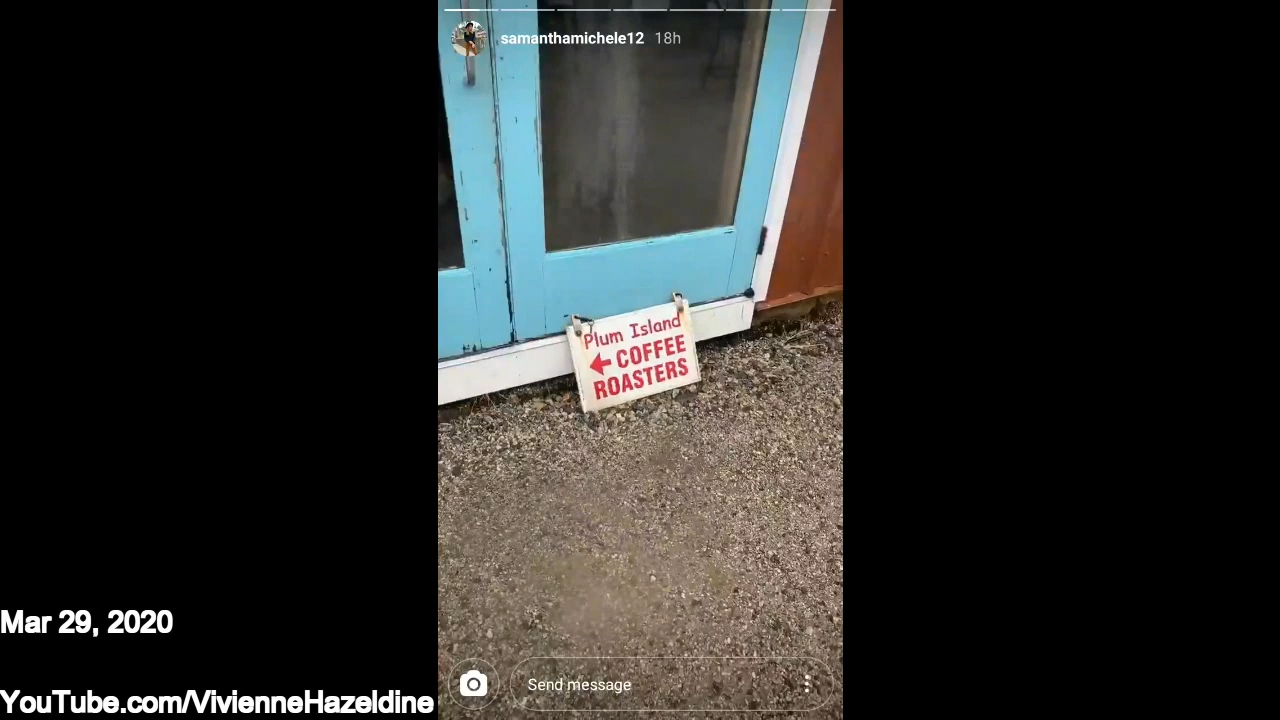 samanthamichele12 18h
Plum Island
COFFEE
ROASTERS
Mar 29, 2020
Send message
YouTube.com/VivienneHazeldine